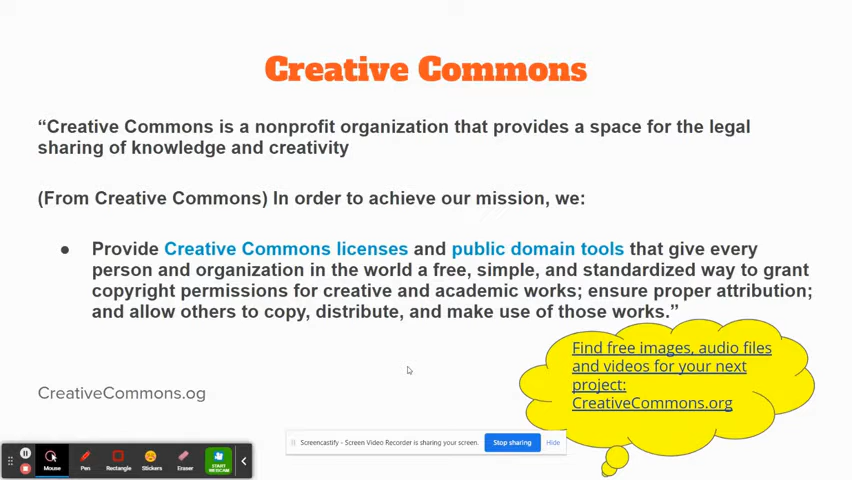 Creative Commons
“Creative Commons is a nonprofit organization that provides a space for the legal
sharing of knowledge and creativity
(From Creative Commons) In order to achieve our mission, we:
● Provide Creative Commons licenses and public domain tools that give every
person and organization in the world a free, simple, and standardized way to grant
copyright permissions for creative and academic works; ensure proper attribution;
and allow others to copy, distribute, and make use of those works.”
Find free images, audio files
and videos for your next
project:
CreativeCommons.org
CreativeCommons.og
Screencastify - Screen Video Recorder is sharing your screen.
Stop sharing
Hide
Mouse
Pen
Rectangle
Stickers
Eraser
START
WEBCAM